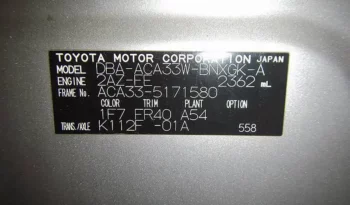 TOYOTA MOTOR CORPORATION JAPAN
MODEL DBA-ACA33W-BNXGK-A
ENGINE 2AZ-FE 2362 mL
FRAME NO. ACA33-5171580
COLOR TRIM PLANT OPTION
1F7 ER40 A54
TRANS./AXLE K112F -01A 558